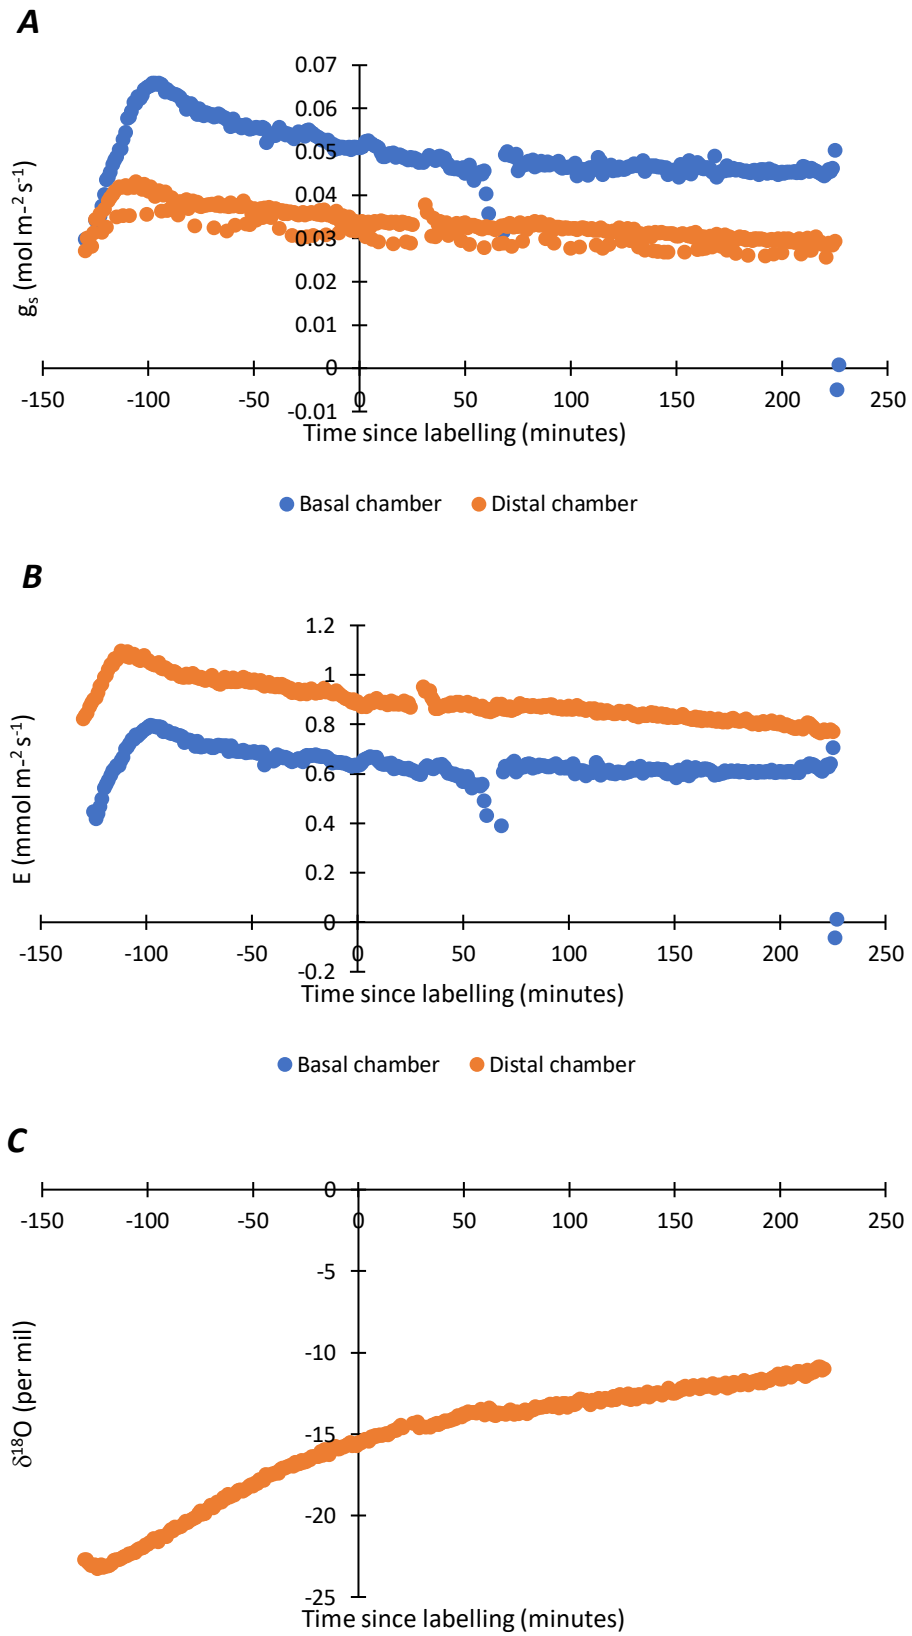 A
0.07
0.06
0.05
0.04
0.03
0.02
0.01
0
-0.01
gs (mol m-2 s-1)
-150 -100 -50 0 50 100 150 200 250
Time since labelling (minutes)
Basal chamber Distal chamber
B
1.2
1
0.8
0.6
0.4
0.2
0
-0.2
E (mmol m-2 s-1)
-150 -100 -50 0 50 100 150 200 250
Time since labelling (minutes)
Basal chamber Distal chamber
C
0
-150 -100 -50 0 50 100 150 200 250
-5
-10
-15
-20
-25
δ18O (per mil)
Time since labelling (minutes)